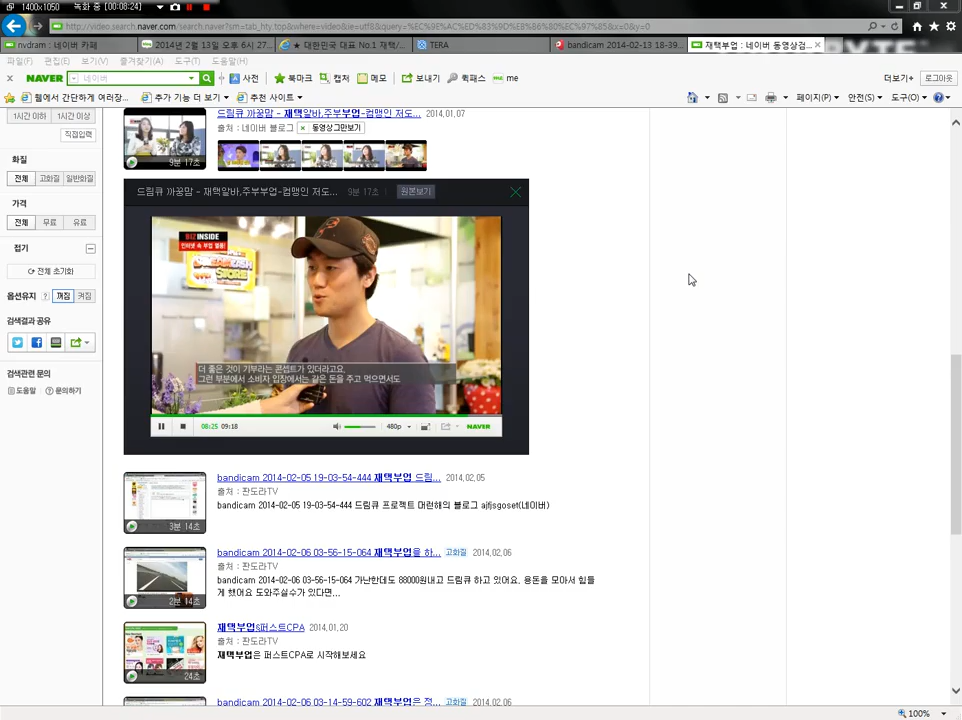 1400x1050 녹화 중 [00:08:24]
http://video.search.naver.com/search.naver?sm=tab_hty.top&where=video&ie=utf8&query=%EC%9E%AC%ED%83%9D%EB%B6%80%EC%97%85&x=0&y=0
nvdram : 네이버 카페
2014년 2월 13일 오후 6시 27...
★ 대한민국 대표 No.1 재택/...
TERA
bandicam 2014-02-13 18-39...
재택부업 : 네이버 동영상검...
파일(F) 편집(E) 보기(V) 즐겨찾기(A) 도구(T) 도움말(H)
NAVER 네이버 사전 북마크 캡처 메모 보내기 퀵패스 me 더보기 로그아웃
웹에서 간단하게 여러장... 추가 기능 더 보기 추천 사이트 페이지(P) 안전(S) 도구(O)
1시간 이하 1시간 이상
직접입력
화질
전체 고화질 일반화질
가격
전체 무료 유료
접기
전체 초기화
옵션유지 ? 꺼짐 켜짐
검색결과 공유
검색관련 문의
도움말 문의하기
드림큐 까꿍맘 - 재택알바,주부부업-컴맹인 저도... 2014,01,07
출처 : 네이버 블로그 × 동영상그만보기
9분 17초
드림큐 까꿍맘 - 재택알바,주부부업-컴맹인 저도... 9분 17초 원본보기
BIZ INSIDE
인터넷 속 부업 열풍!
STORE
더 좋은 것이 기부라는 콘셉트가 있더라고요.
그런 부분에서 소비자 입장에서는 같은 돈을 주고 먹으면서도
08:25 09:18 480p NAVER
bandicam 2014-02-05 19-03-54-444 재택부업 드림... 2014,02,05
출처 : 판도라TV
bandicam 2014-02-05 19-03-54-444 드림큐 프로젝트 머란해의 블로그 ajfjsgoset(네이버)
3분 14초
bandicam 2014-02-06 03-56-15-064 재택부업을 하... 고화질 2014,02,06
출처 : 판도라TV
bandicam 2014-02-06 03-56-15-064 가난한데도 88000원내고 드림큐 하고 있어요. 용돈을 모아서 힘들
게 했어요 도와주실수가 있다면...
2분 14초
재택부업S퍼스트CPA 2014,01,20
출처 : 판도라TV
재택부업은 퍼스트CPA로 시작해보세요
24초
bandicam 2014-02-06 03-14-59-602 재택부업은 정... 고화질 2014,02,06
100%